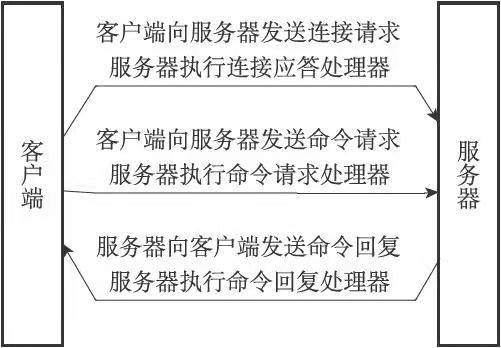 客户端向服务器发送连接请求
服务器执行连接应答处理器
客户端向服务器发送命令请求
服务器执行命令请求处理器
客户端
服务器
服务器向客户端发送命令回复
服务器执行命令回复处理器